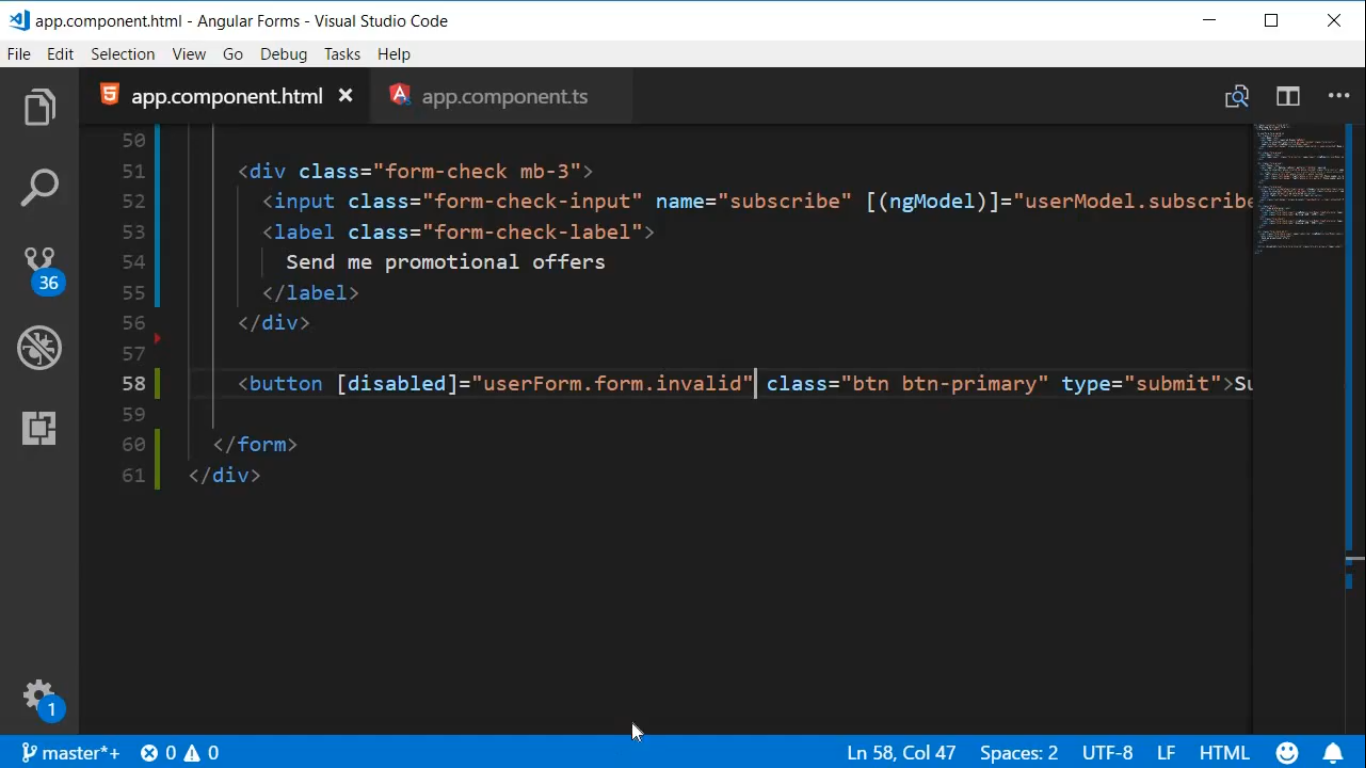 app.component.html - Angular Forms - Visual Studio Code
File Edit Selection View Go Debug Tasks Help
app.component.html app.component.ts
50
51 <div class="form-check mb-3">
52 <input class="form-check-input" name="subscribe" [(ngModel)]="userModel.subscribe
53 <label class="form-check-label">
54 Send me promotional offers
55 </label>
56 </div>
57
58 <button [disabled]="userForm.form.invalid" class="btn btn-primary" type="submit">Su
59
60 </form>
61 </div>
36
1
master*+ 0 0 Ln 58, Col 47 Spaces: 2 UTF-8 LF HTML